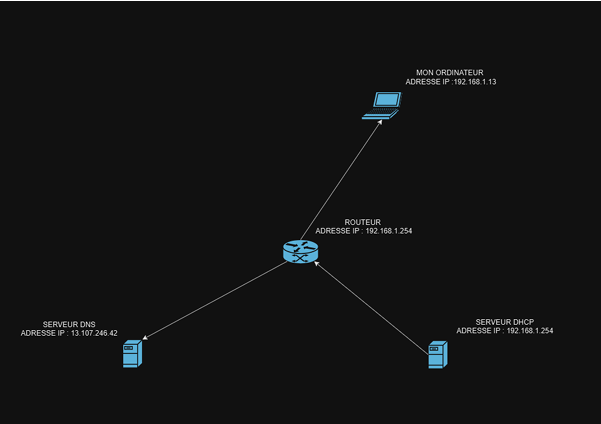 MON ORDINATEUR
ADRESSE IP :192.168.1.13
ROUTEUR
ADRESSE IP : 192.168.1.254
SERVEUR DNS
ADRESSE IP : 13.107.246.42
SERVEUR DHCP
ADRESSE IP : 192.168.1.254